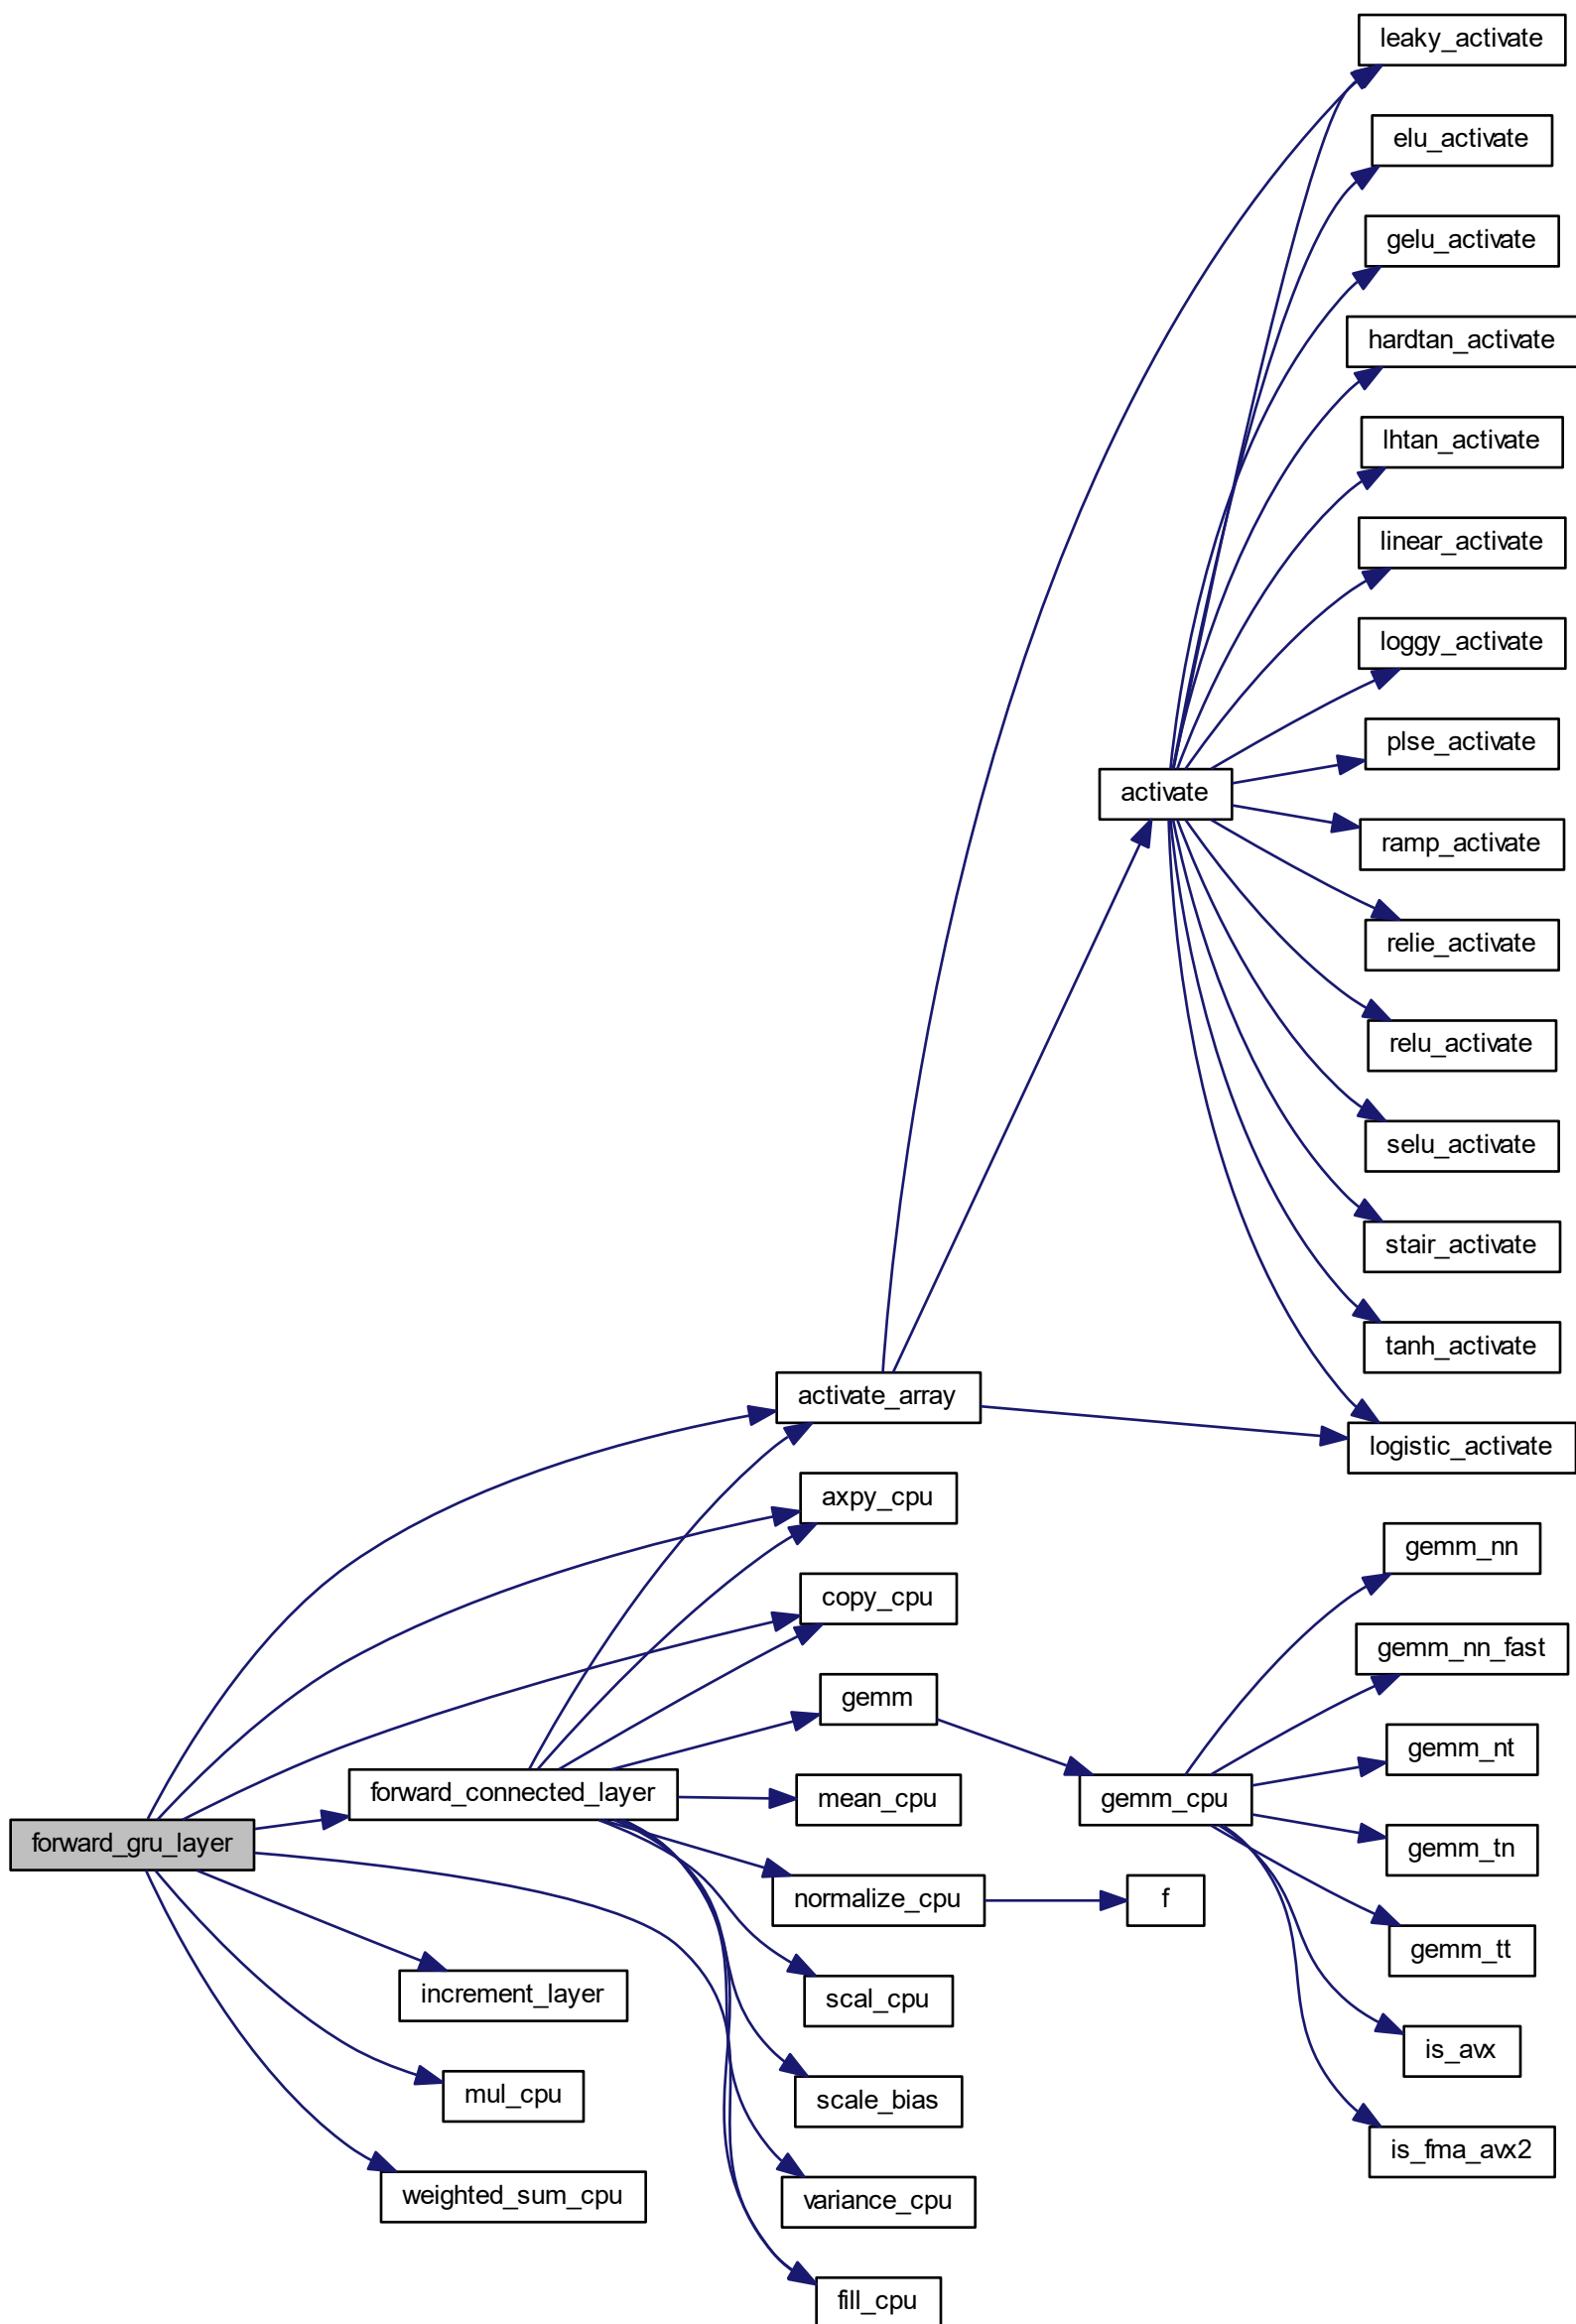 leaky_activate
elu_activate
gelu_activate
hardtan_activate
lhtan_activate
linear_activate
loggy_activate
plse_activate
activate
ramp_activate
relie_activate
relu_activate
selu_activate
stair_activate
tanh_activate
activate_array
logistic_activate
axpy_cpu
gemm_nn
copy_cpu
gemm_nn_fast
gemm
gemm_nt
forward_connected_layer
mean_cpu
gemm_cpu
forward_gru_layer
gemm_tn
normalize_cpu
f
gemm_tt
increment_layer
scal_cpu
is_avx
mul_cpu
scale_bias
is_fma_avx2
weighted_sum_cpu
variance_cpu
fill_cpu